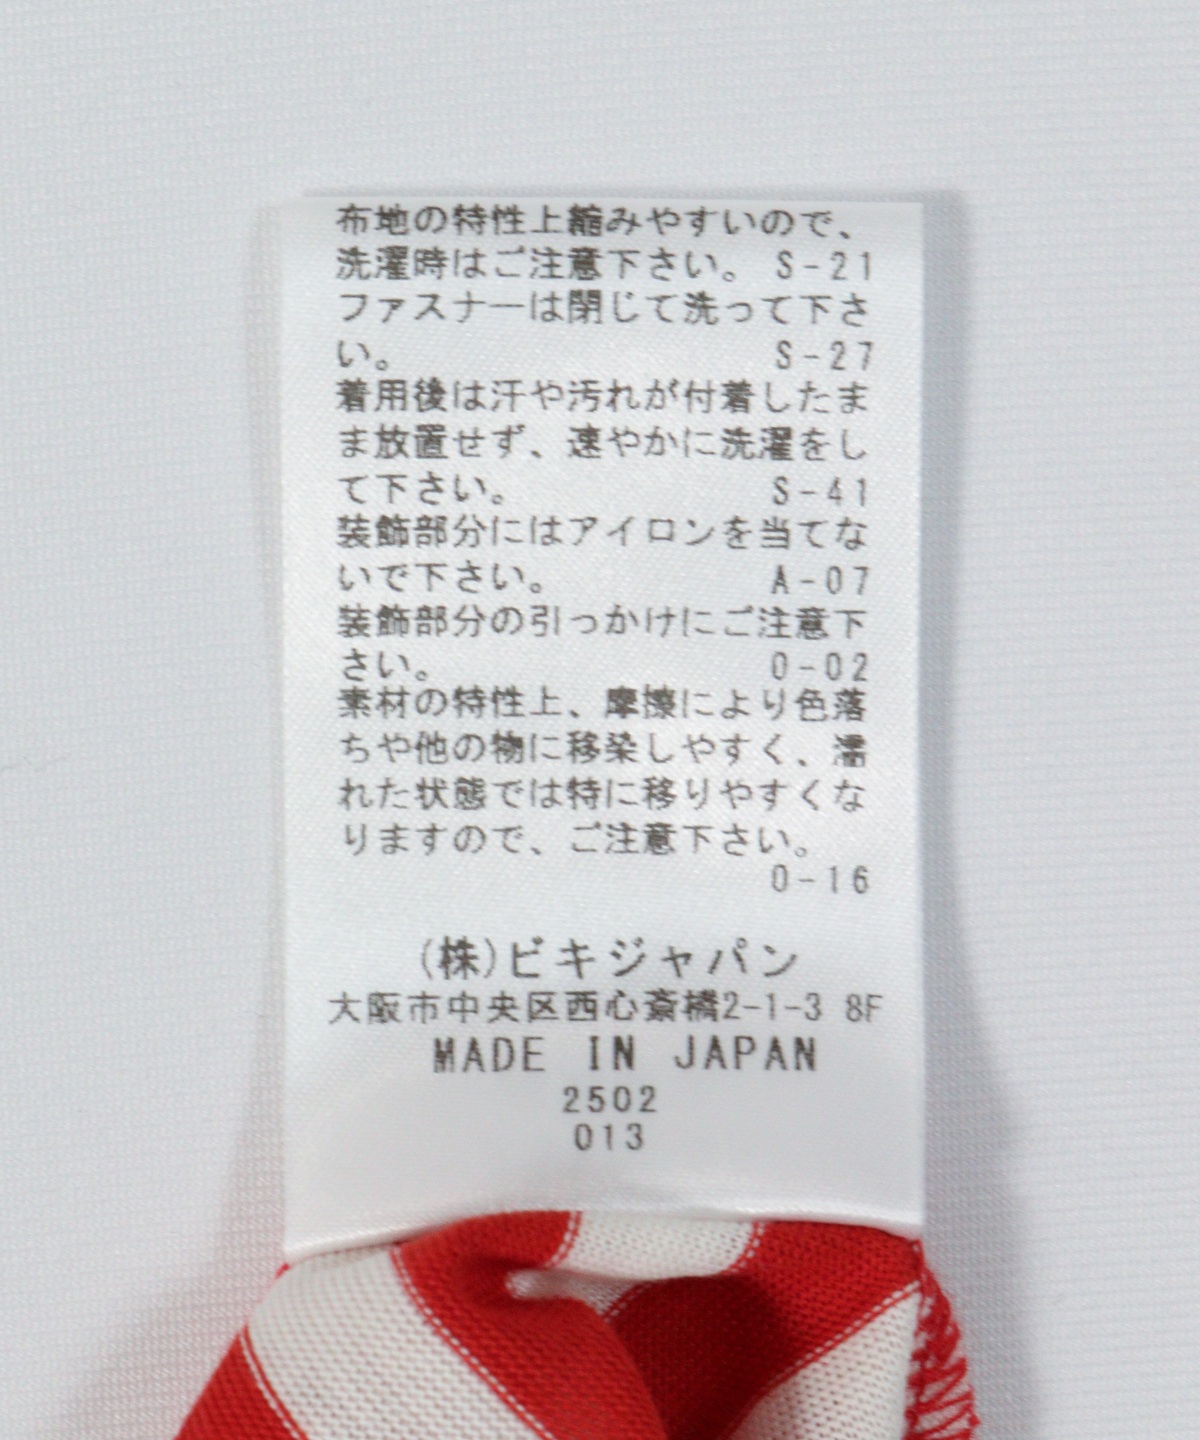 布地の特性上縮みやすいので、
洗濯時はご注意下さい。 S-21
ファスナーは閉じて洗って下さ
い。 S-27
着用後は汗や汚れが付着したま
ま放置せず、速やかに洗濯をし
て下さい。 S-41
装飾部分にはアイロンを当てな
いで下さい。 A-07
装飾部分の引っかけにご注意下
さい。 O-02
素材の特性上、摩擦により色落
ちや他の物に移染しやすく、濡
れた状態では特に移りやすくな
りますので、ご注意下さい。
O-16
(株)ビキジャパン
大阪市中央区西心斎橋2-1-3 8F
MADE IN JAPAN
2502
013